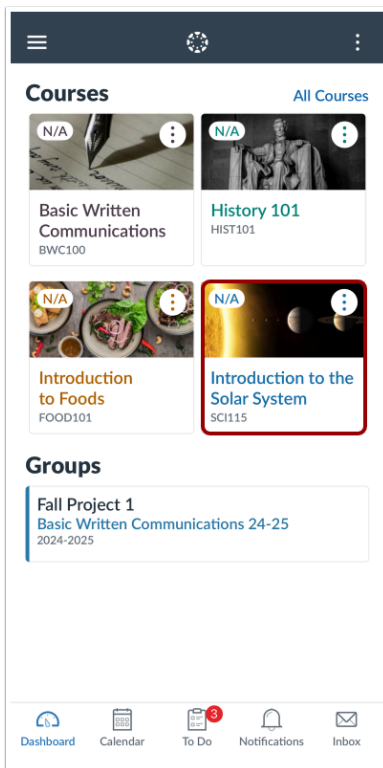 Courses
All Courses
N/A
N/A
Basic Written
Communications
BWC100
History 101
HIST101
N/A
N/A
Introduction
to Foods
FOOD101
Introduction to the
Solar System
SCI115
Groups
Fall Project 1
Basic Written Communications 24-25
2024-2025
3
Dashboard
Calendar
To Do
Notifications
Inbox